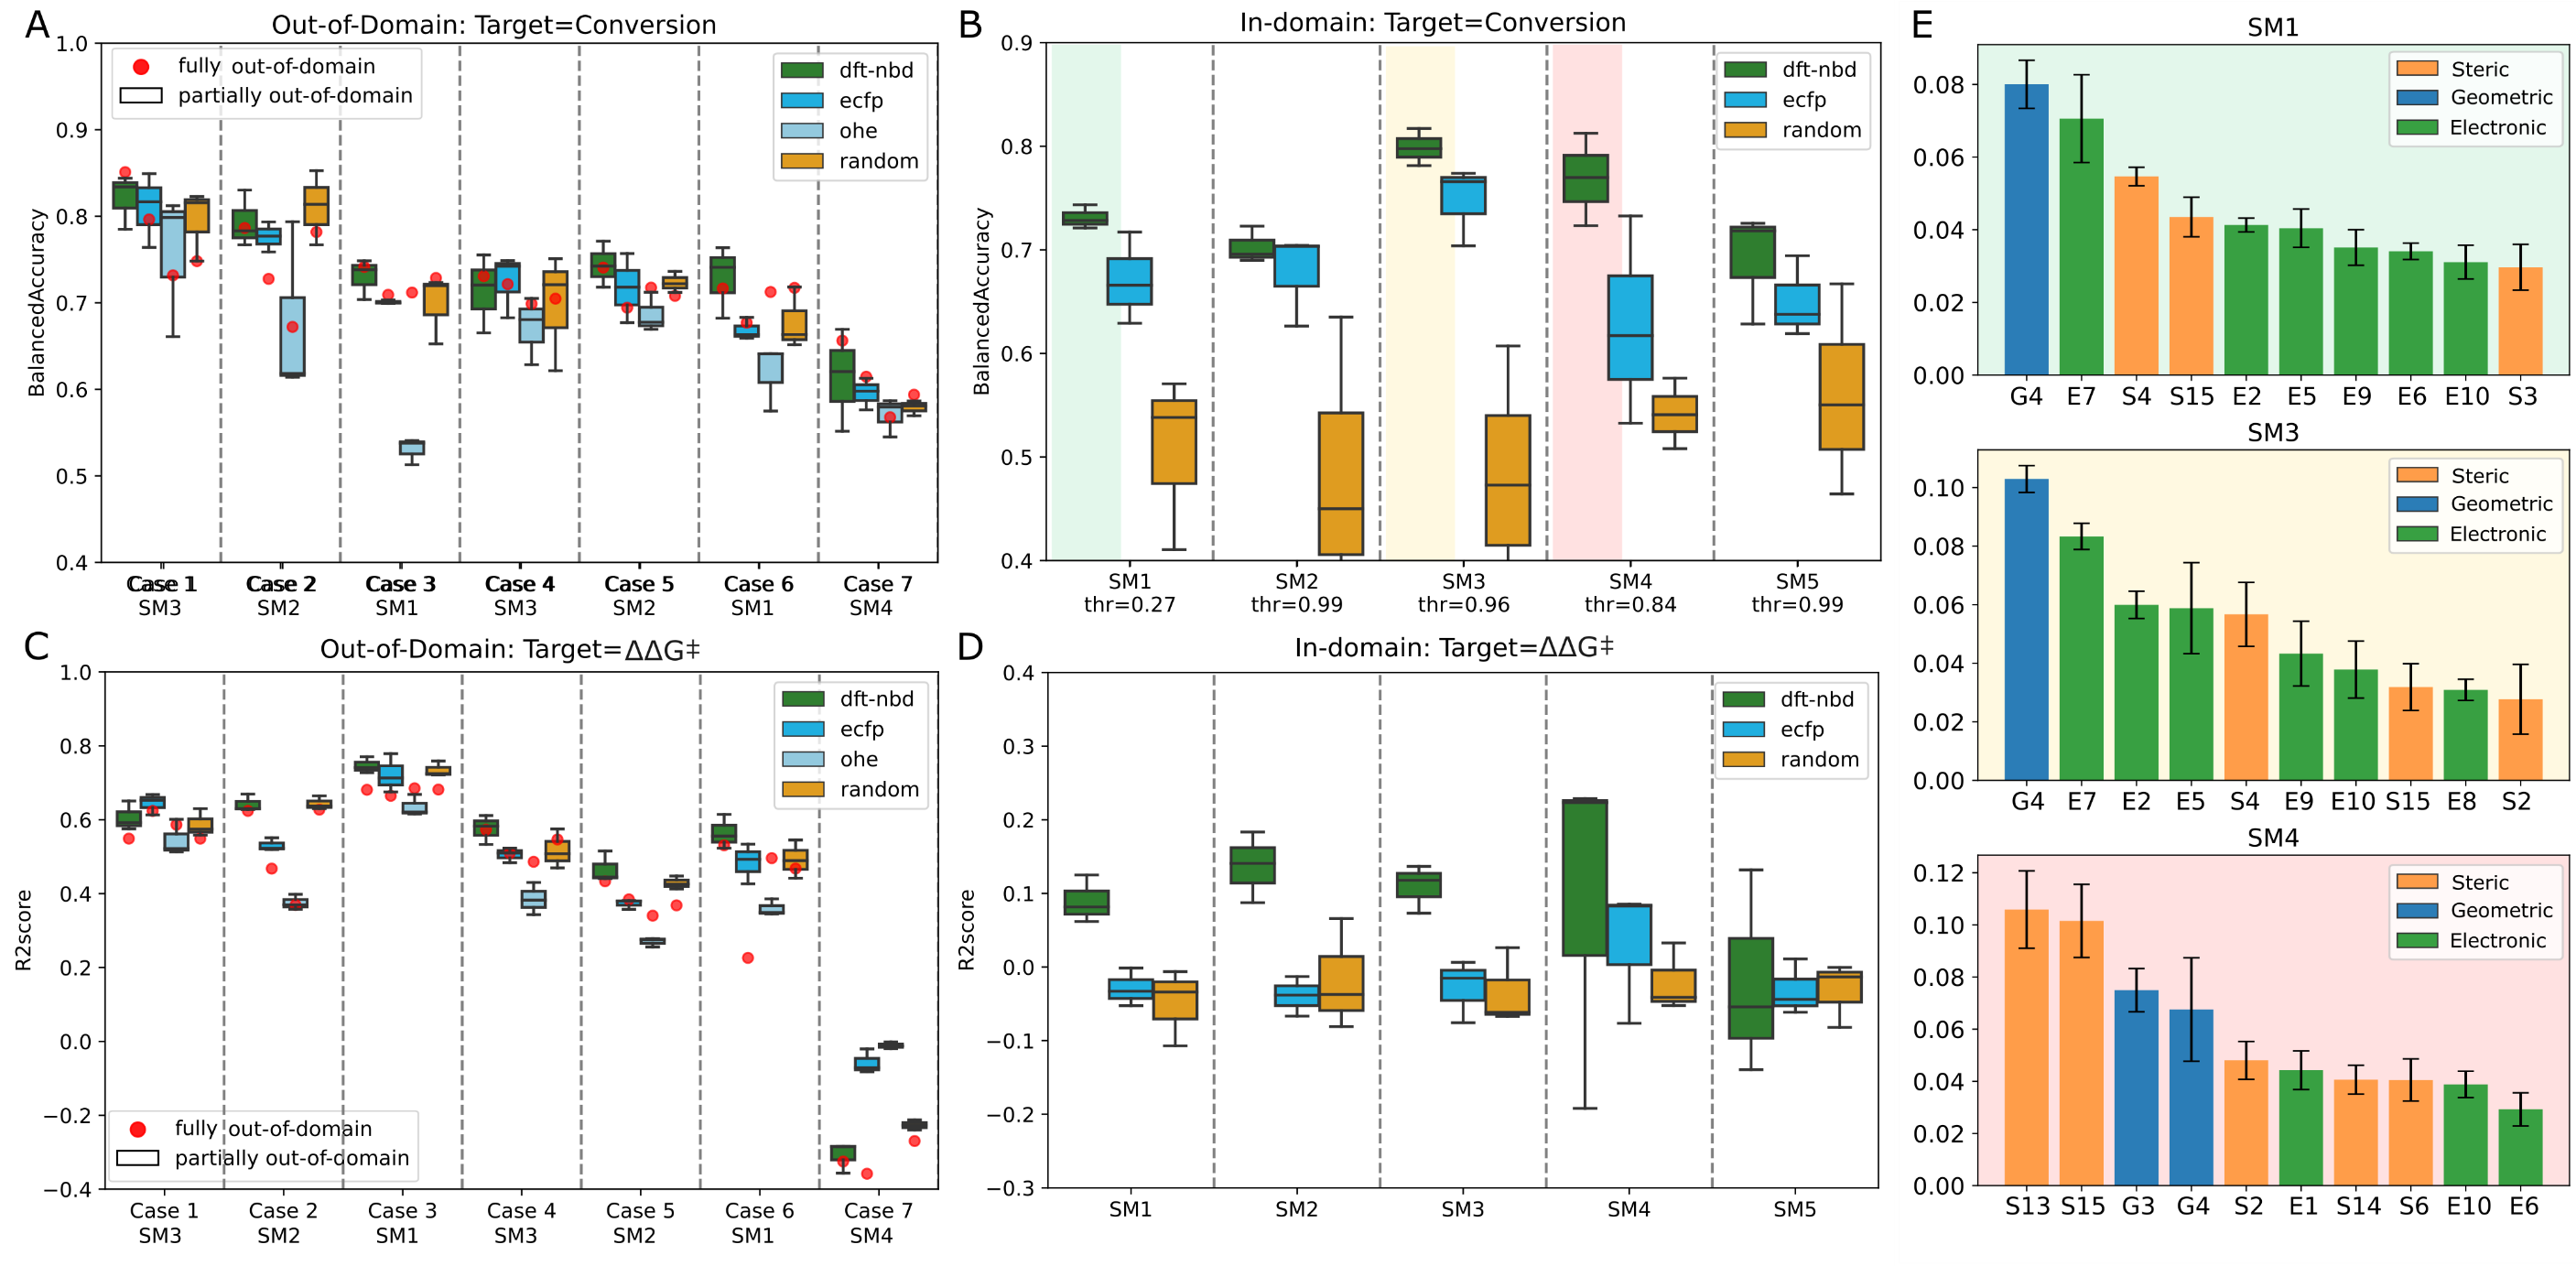 A
Out-of-Domain: Target=Conversion
BalancedAccuracy
1.0
0.9
0.8
0.7
0.6
0.5
0.4
fully out-of-domain
partially out-of-domain
dft-nbd
ecfp
ohe
random
Case 1 Case 2 Case 3 Case 4 Case 5 Case 6 Case 7
SM3 SM2 SM1 SM3 SM2 SM1 SM4
B
In-domain: Target=Conversion
BalancedAccuracy
0.9
0.8
0.7
0.6
0.5
0.4
dft-nbd
ecfp
random
SM1 SM2 SM3 SM4 SM5
thr=0.27 thr=0.99 thr=0.96 thr=0.84 thr=0.99
C
Out-of-Domain: Target=ΔΔG‡
R2score
1.0
0.8
0.6
0.4
0.2
0.0
−0.2
−0.4
dft-nbd
ecfp
ohe
random
fully out-of-domain
partially out-of-domain
Case 1 Case 2 Case 3 Case 4 Case 5 Case 6 Case 7
SM3 SM2 SM1 SM3 SM2 SM1 SM4
D
In-domain: Target=ΔΔG‡
R2score
0.4
0.3
0.2
0.1
0.0
−0.1
−0.2
−0.3
dft-nbd
ecfp
random
SM1 SM2 SM3 SM4 SM5
E
SM1
0.08
0.06
0.04
0.02
0.00
Steric
Geometric
Electronic
G4 E7 S4 S15 E2 E5 E9 E6 E10 S3
SM3
0.10
0.08
0.06
0.04
0.02
0.00
Steric
Geometric
Electronic
G4 E7 E2 E5 S4 E9 E10 S15 E8 S2
SM4
0.12
0.10
0.08
0.06
0.04
0.02
0.00
Steric
Geometric
Electronic
S13 S15 G3 G4 S2 E1 S14 S6 E10 E6